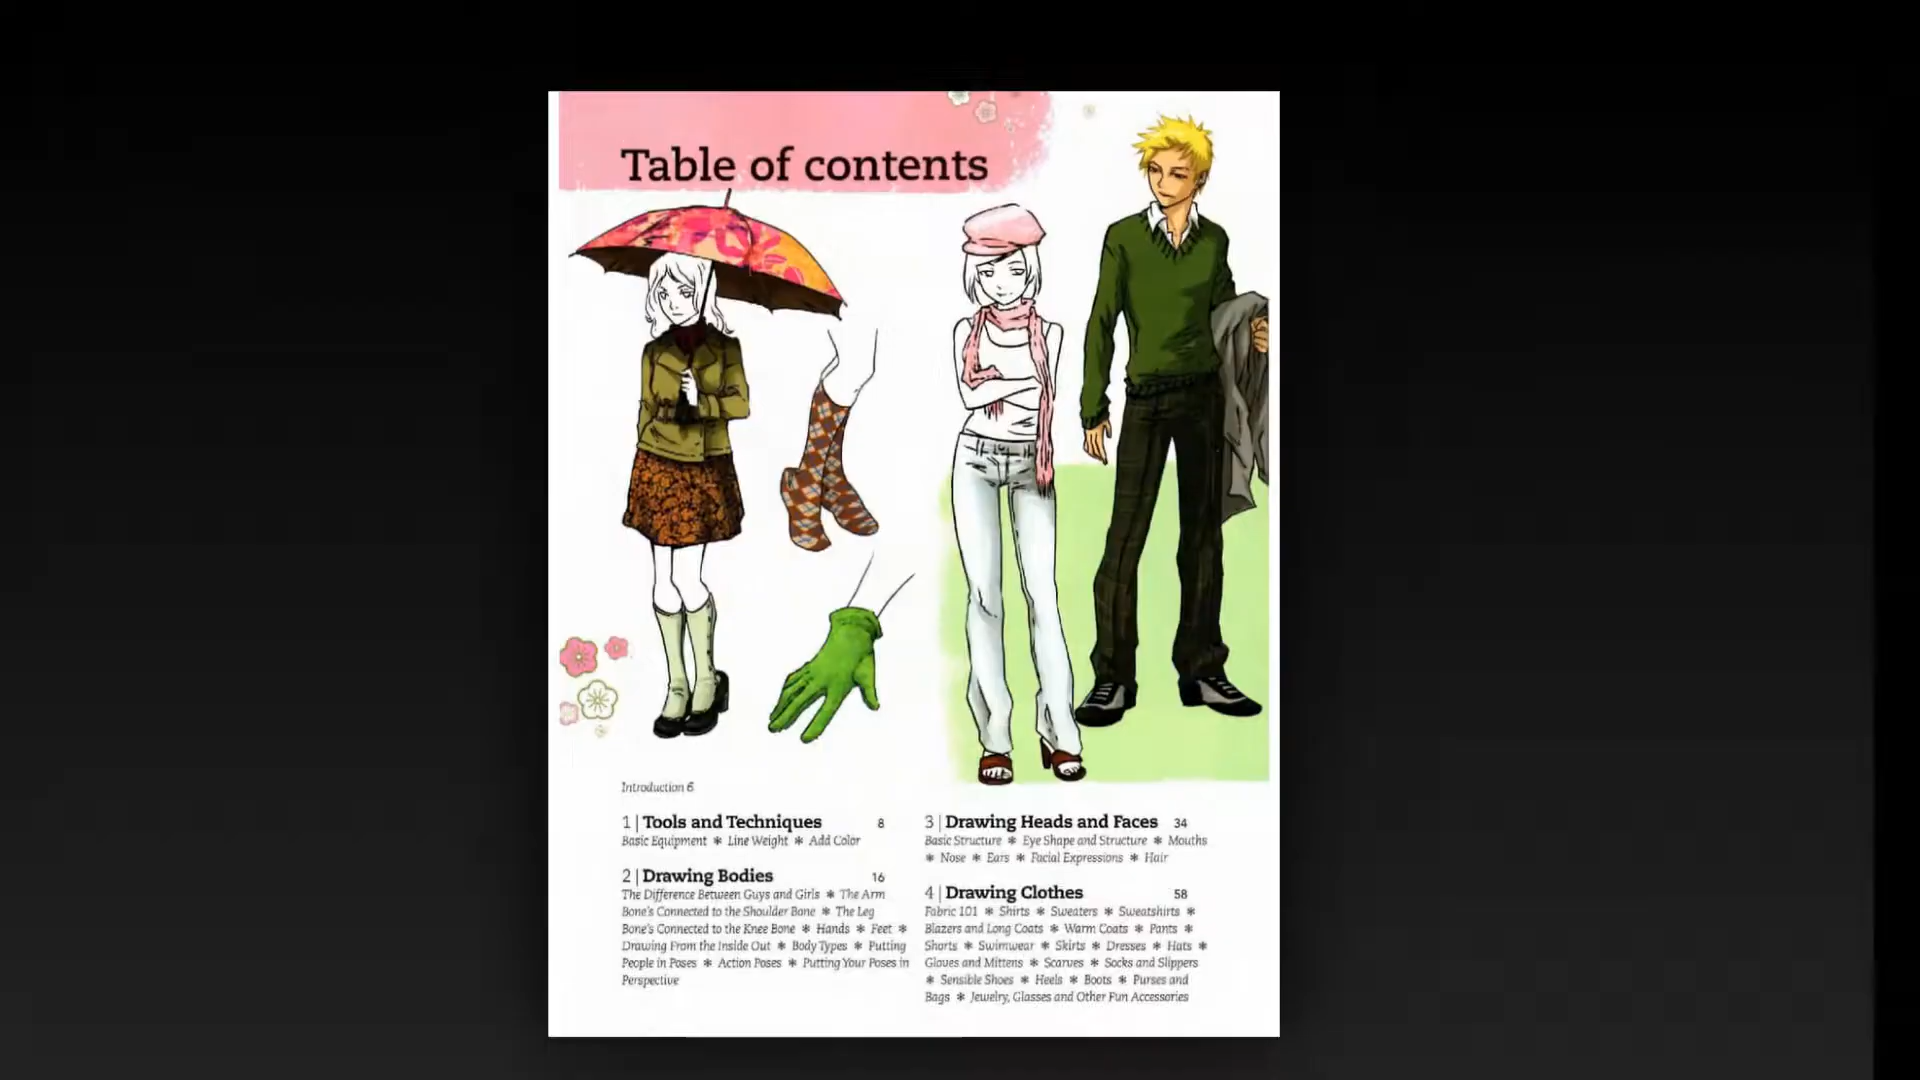 Table of contents
Introduction 6
1 | Tools and Techniques 8
Basic Equipment * Line Weight * Add Color
2 | Drawing Bodies 16
The Difference Between Guys and Girls * The Arm
Bone's Connected to the Shoulder Bone * The Leg
Bone's Connected to the Knee Bone * Hands * Feet *
Drawing From the Inside Out * Body Types * Putting
People in Poses * Action Poses * Putting Your Poses in
Perspective
3 | Drawing Heads and Faces 34
Basic Structure * Eye Shape and Structure * Mouths
* Nose * Ears * Facial Expressions * Hair
4 | Drawing Clothes 58
Fabric 101 * Shirts * Sweaters * Sweatshirts *
Blazers and Long Coats * Warm Coats * Pants *
Shorts * Swimwear * Skirts * Dresses * Hats *
Gloves and Mittens * Scarves * Socks and Slippers
* Sensible Shoes * Heels * Boots * Purses and
Bags * Jewelry, Glasses and Other Fun Accessories